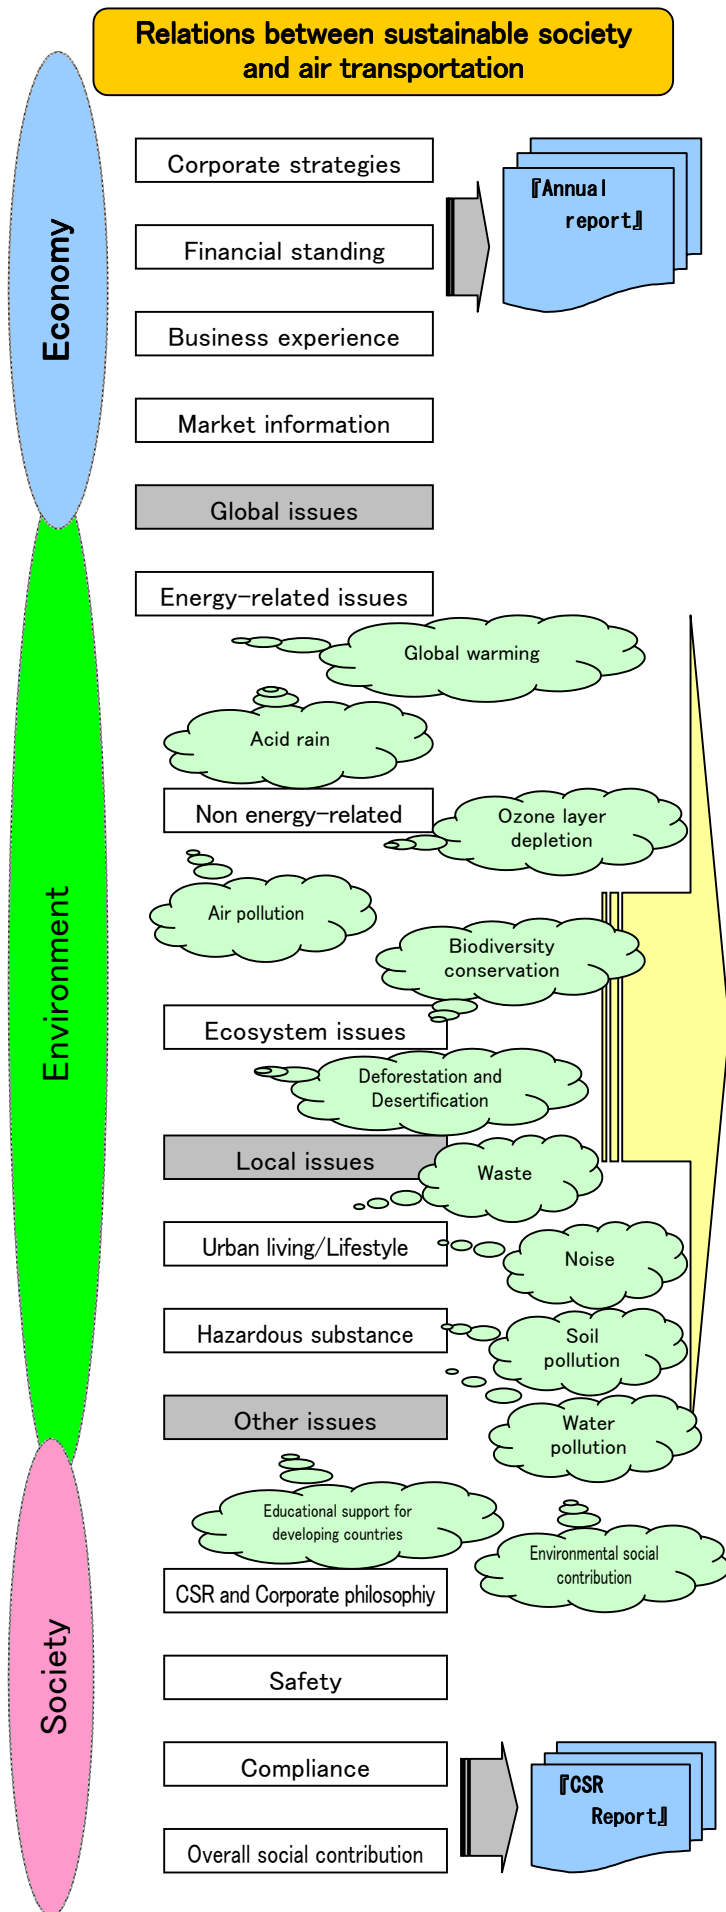 Relations between sustainable society
and air transportation
Economy
Corporate strategies
『Annual
report』
Financial standing
Business experience
Market information
Global issues
Energy-related issues
Global warming
Acid rain
Non energy-related
Ozone layer
depletion
Environment
Air pollution
Biodiversity
conservation
Ecosystem issues
Deforestation and
Desertification
Local issues
Waste
Urban living/Lifestyle
Noise
Hazardous substance
Soil
pollution
Other issues
Water
pollution
Society
Educational support for
developing countries
Environmental social
contribution
CSR and Corporate philosophiy
Safety
Compliance
『CSR
Report』
Overall social contribution